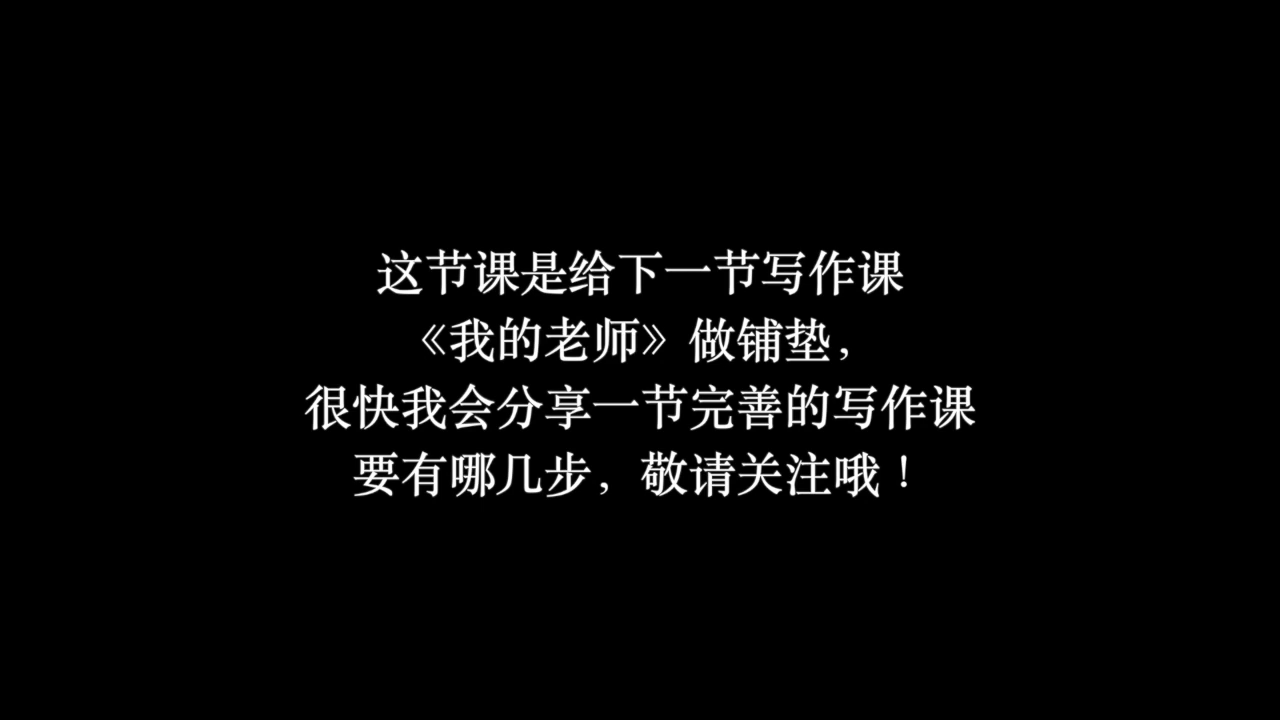 这节课是给下一节写作课
《我的老师》做铺垫，
很快我会分享一节完善的写作课
要有哪几步，敬请关注哦！